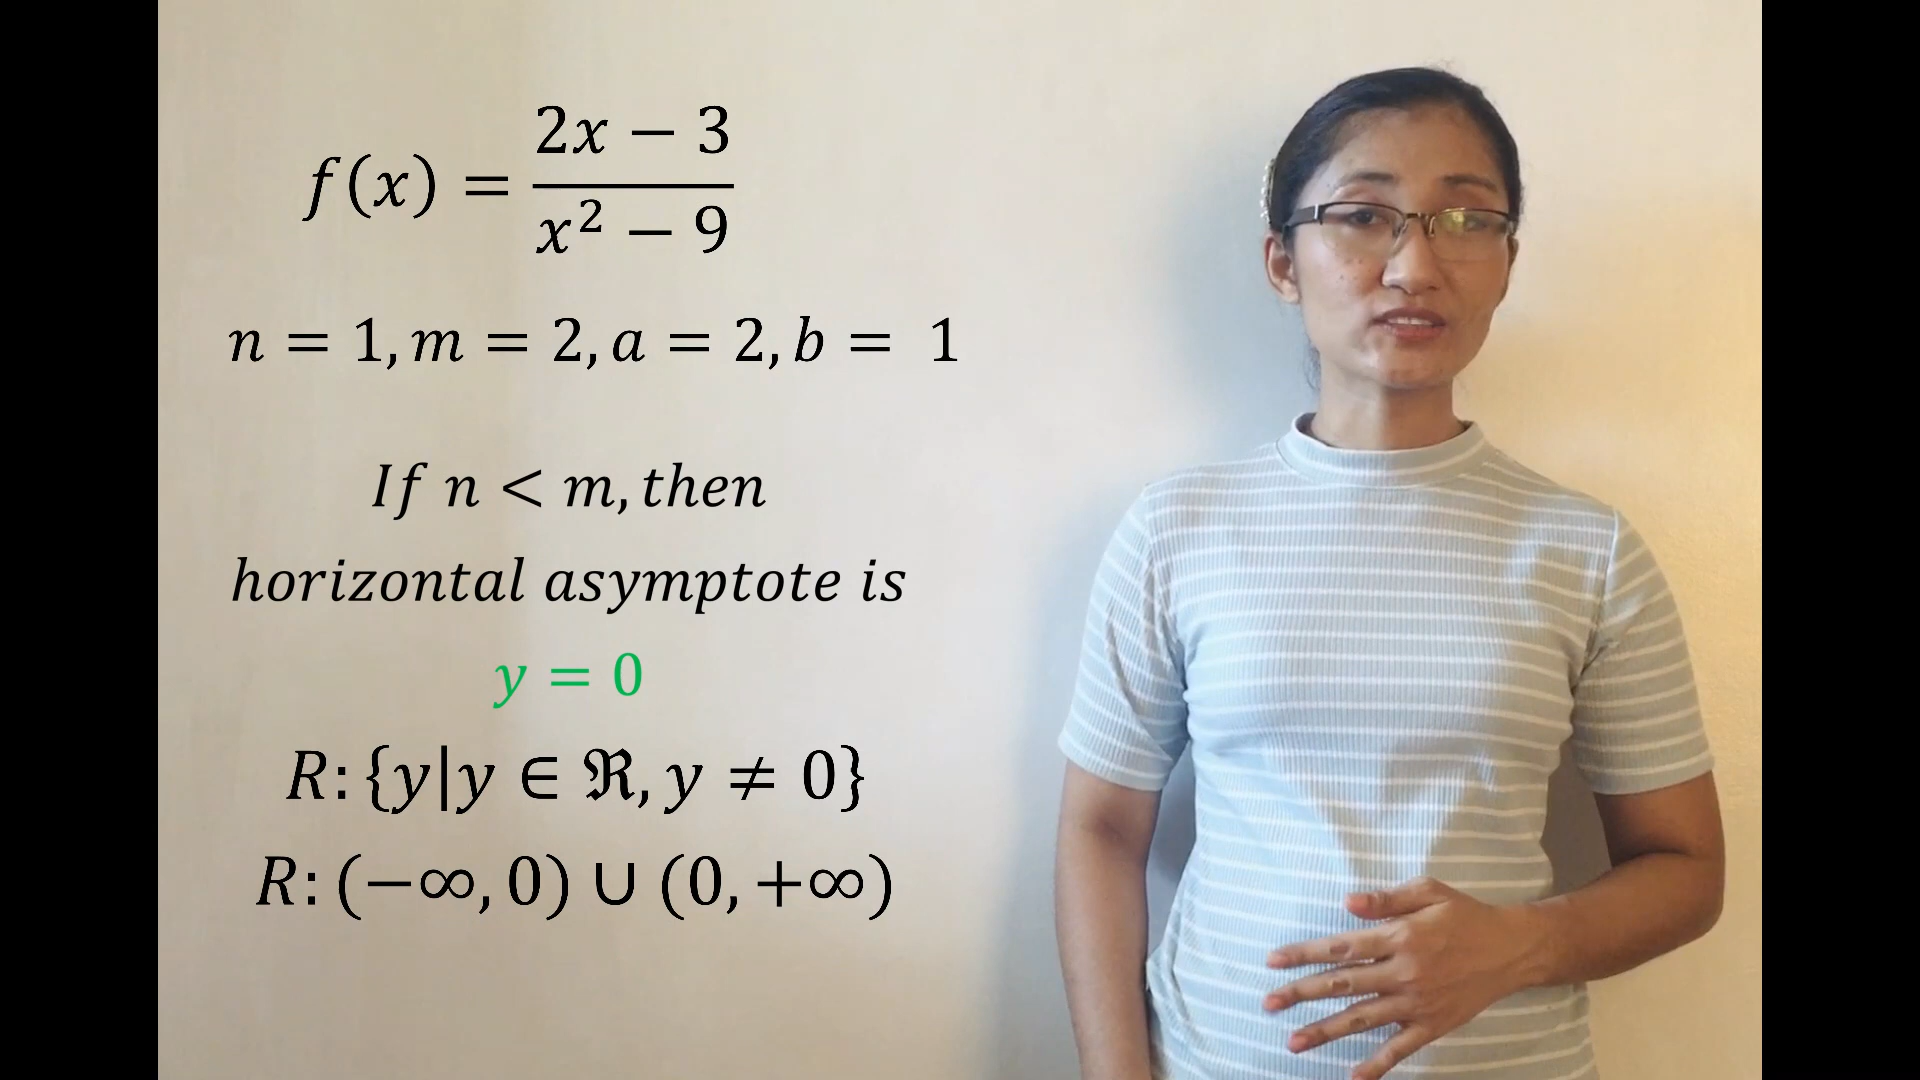 f(x) = 2x − 3 / x² − 9
n = 1, m = 2, a = 2, b = 1
If n < m, then
horizontal asymptote is
y = 0
R: {y|y ∈ ℜ, y ≠ 0}
R: (−∞, 0) ∪ (0, +∞)